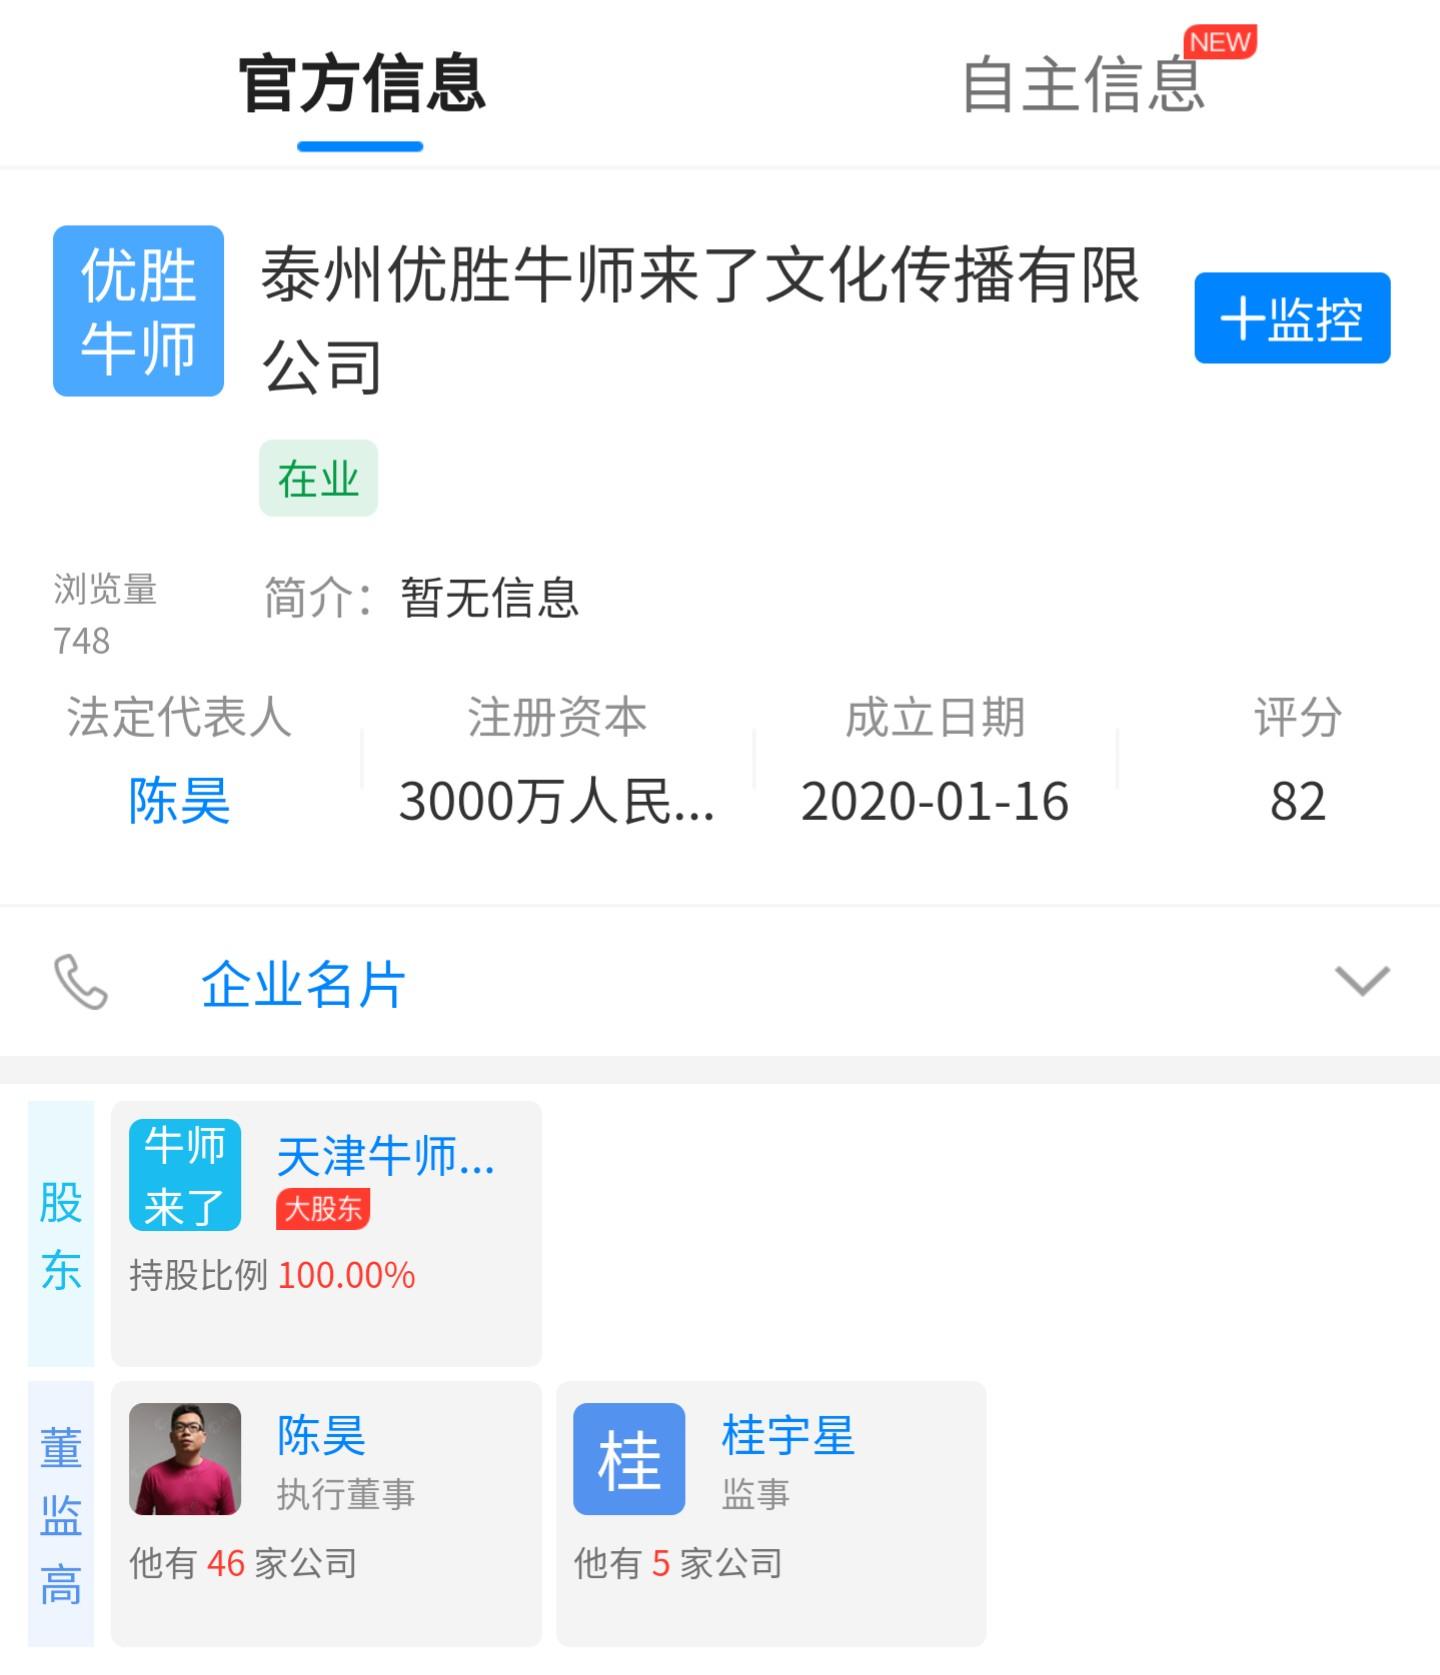 官方信息
自主信息
NEW
优胜
牛师
泰州优胜牛师来了文化传播有限
公司
十监控
在业
浏览量
748
简介：暂无信息
法定代表人
注册资本
成立日期
评分
陈昊
3000万人民...
2020-01-16
82
企业名片
股东
牛师
来了
天津牛师...
大股东
持股比例 100.00%
董监高
陈昊
执行董事
他有 46 家公司
桂
桂宇星
监事
他有 5 家公司